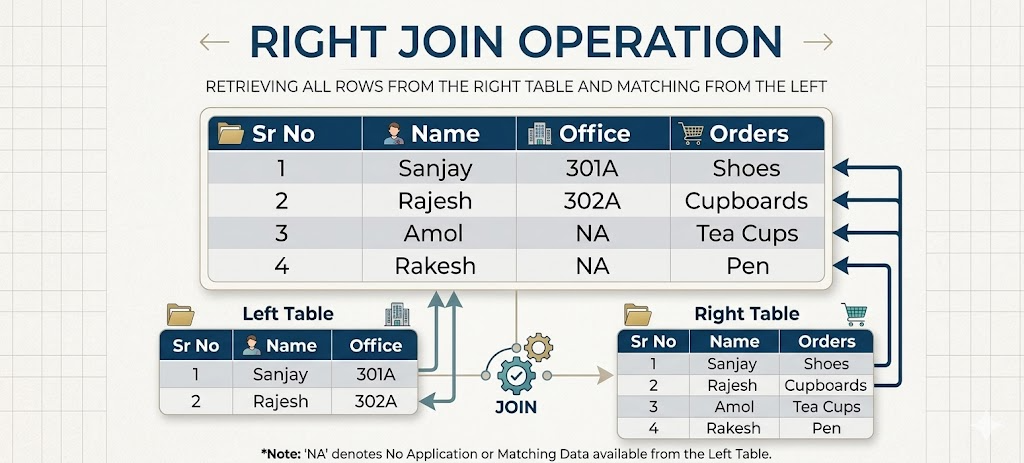 RIGHT JOIN OPERATION
RETRIEVING ALL ROWS FROM THE RIGHT TABLE AND MATCHING FROM THE LEFT
Sr No Name Office Orders
1 Sanjay 301A Shoes
2 Rajesh 302A Cupboards
3 Amol NA Tea Cups
4 Rakesh NA Pen
Left Table
Sr No Name Office
1 Sanjay 301A
2 Rajesh 302A
JOIN
Right Table
Sr No Name Orders
1 Sanjay Shoes
2 Rajesh Cupboards
3 Amol Tea Cups
4 Rakesh Pen
*Note: 'NA' denotes No Application or Matching Data available from the Left Table.